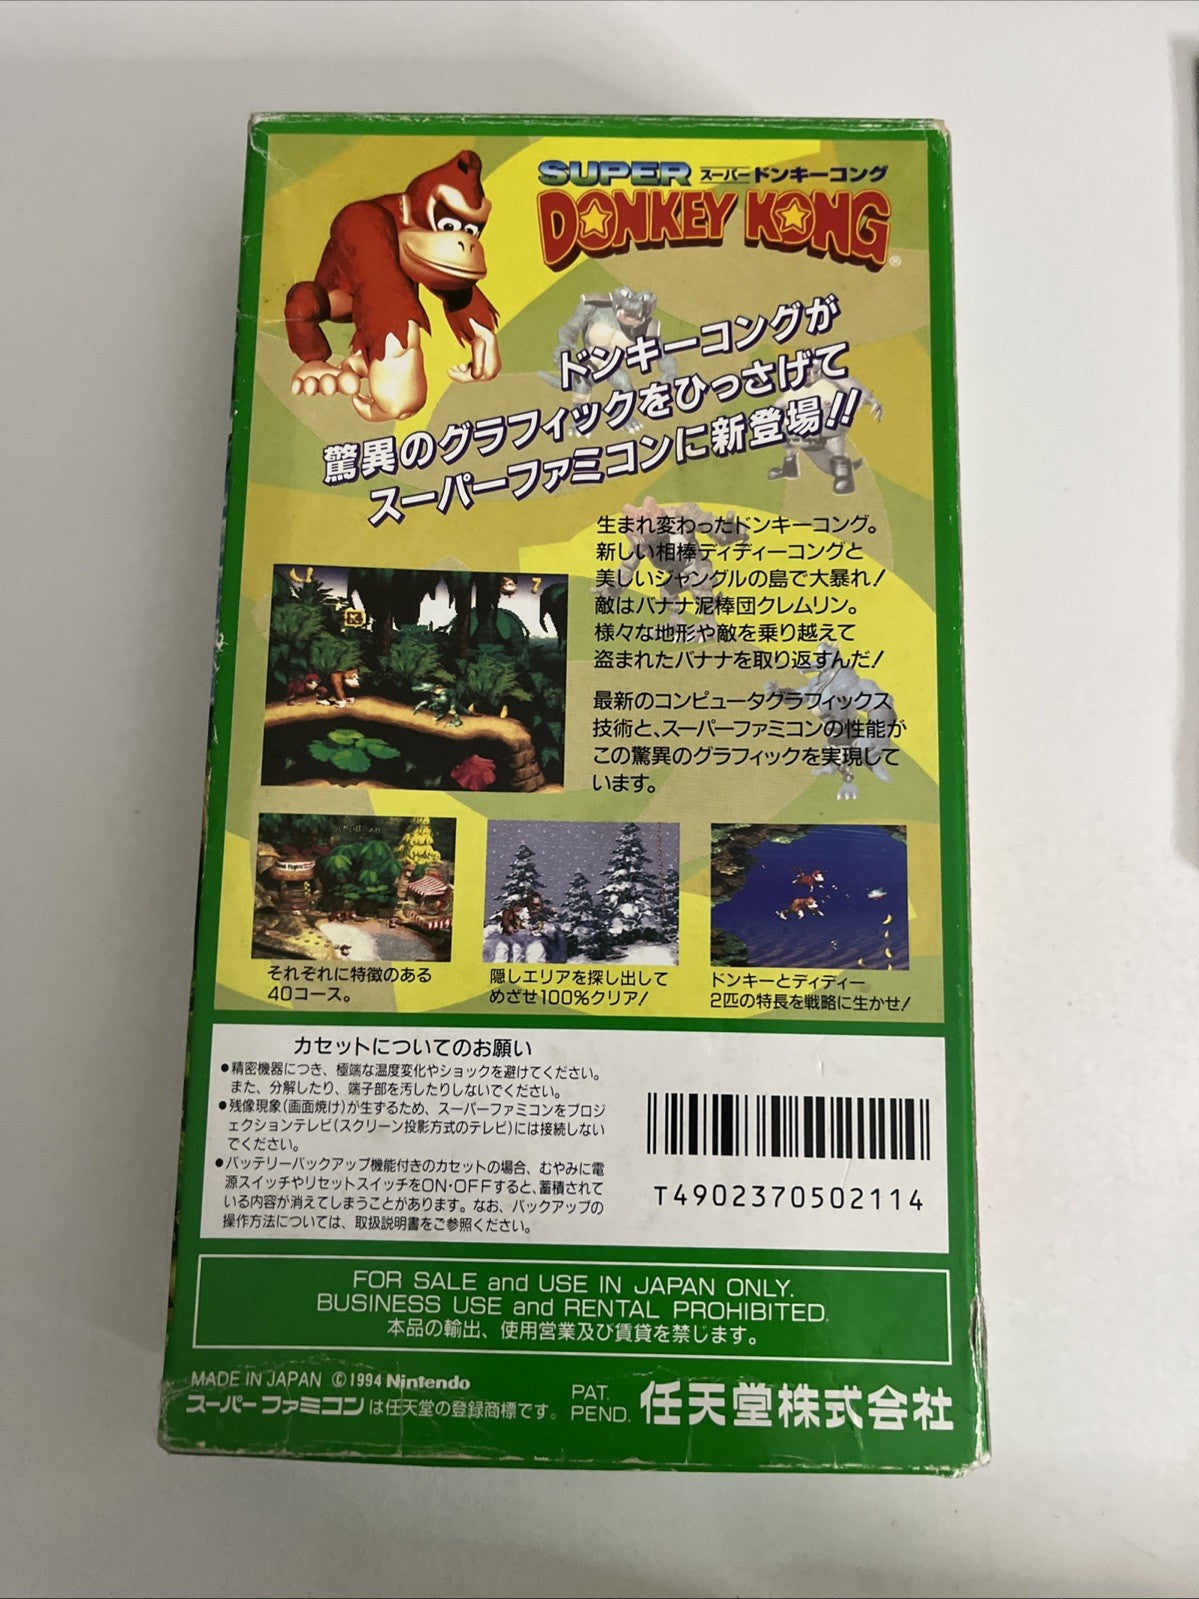 SUPER スーパードンキーコング
DONKEY KONG®
ドンキーコングが
驚異のグラフィックをひっさげて
スーパーファミコンに新登場!!
生まれ変わったドンキーコング。
新しい相棒ディディーコングと
美しいジャングルの島で大暴れ!
敵はバナナ泥棒団クレムリン。
様々な地形や敵を乗り越えて
盗まれたバナナを取り返すんだ!
最新のコンピュータグラフィックス
技術と、スーパーファミコンの性能が
この驚異のグラフィックを実現して
います。
7
それぞれに特徴のある
40コース。
隠しエリアを探し出して
めざせ100%クリア!
ドンキーとディディー
2匹の特長を戦略に生かせ!
カセットについてのお願い
●精密機器につき、極端な温度変化やショックを避けてください。
また、分解したり、端子部を汚したりしないでください。
●残像現象(画面焼け)が生ずるため、スーパーファミコンをプロジ
ェクションテレビ(スクリーン投影方式のテレビ)には接続しない
でください。
●バッテリーバックアップ機能付きのカセットの場合、むやみに電
源スイッチやリセットスイッチをON・OFFすると、蓄積されて
いる内容が消えてしまうことがあります。なお、バックアップの
操作方法については、取扱説明書をご参照ください。
T4902370502114
FOR SALE and USE IN JAPAN ONLY.
BUSINESS USE and RENTAL PROHIBITED.
本品の輸出、使用営業及び賃貸を禁じます。
MADE IN JAPAN ©1994 Nintendo
スーパーファミコンは任天堂の登録商標です。
PAT.
PEND.
任天堂株式会社